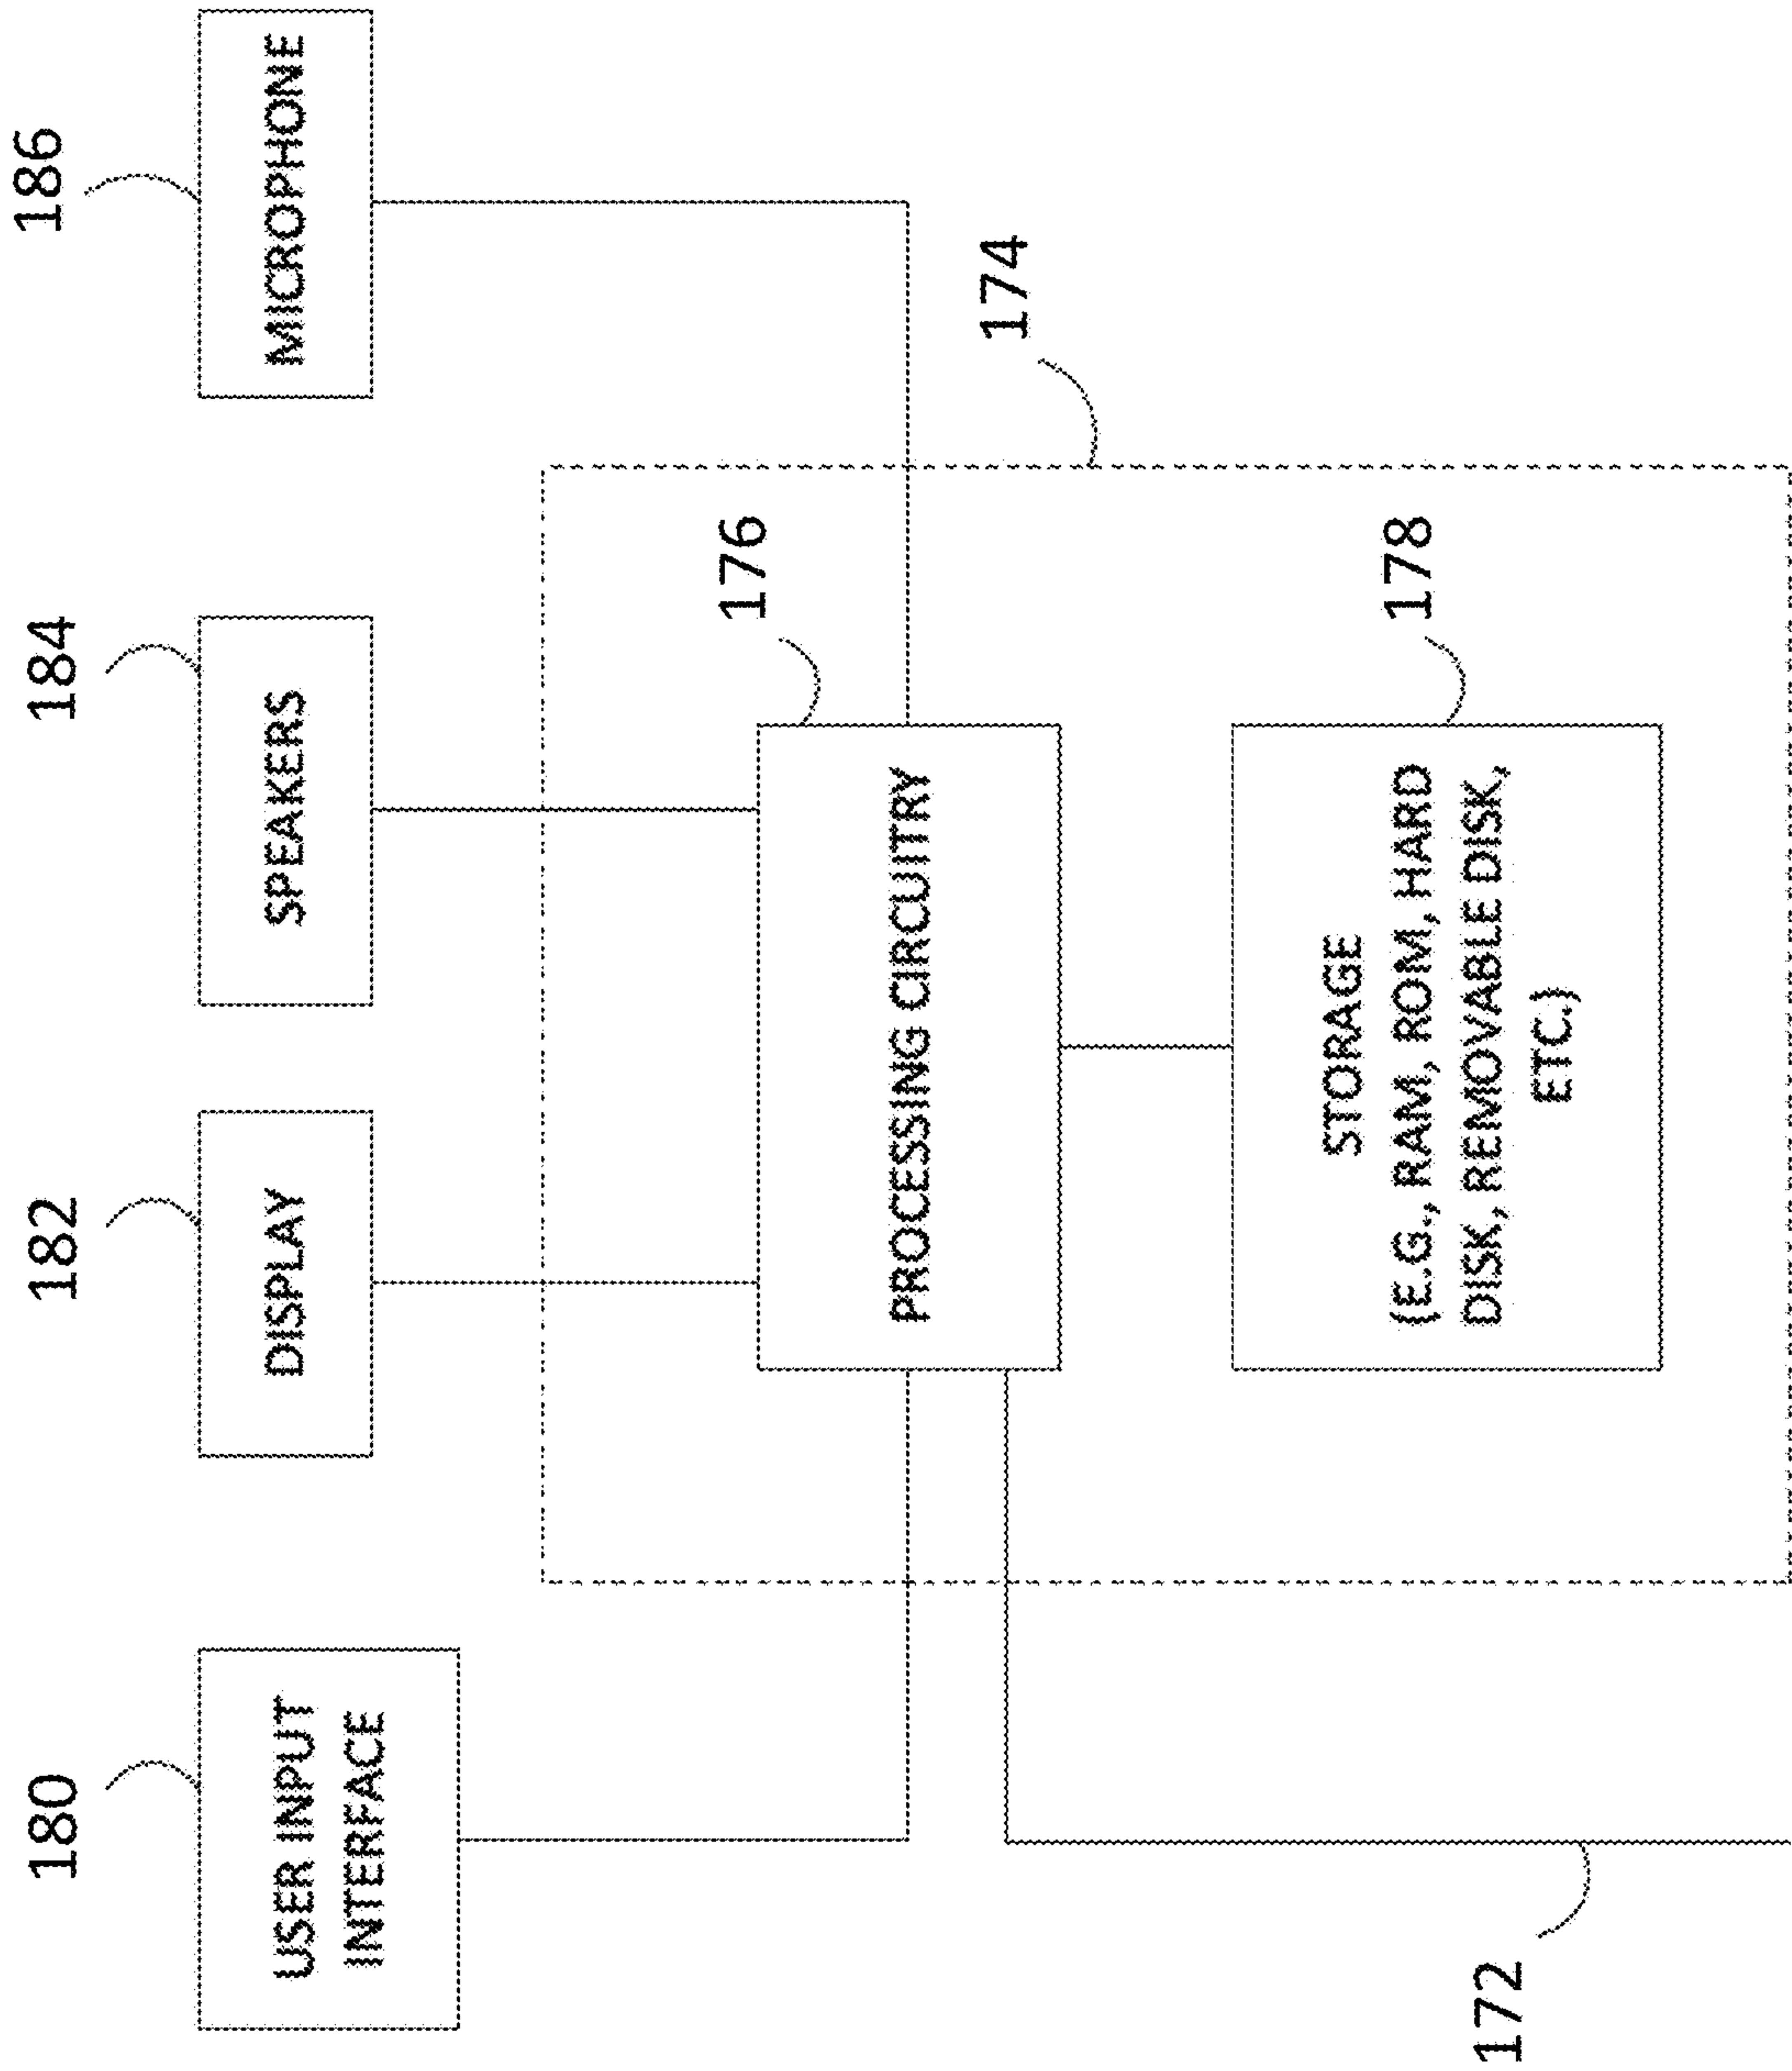 180
182
184
186
USER INPUT
INTERFACE
DISPLAY
SPEAKERS
MICROPHONE
174
176
PROCESSING CIRCUITRY
178
STORAGE
(E.G., RAM, ROM, HARD
DISK, REMOVABLE DISK,
ETC.)
172